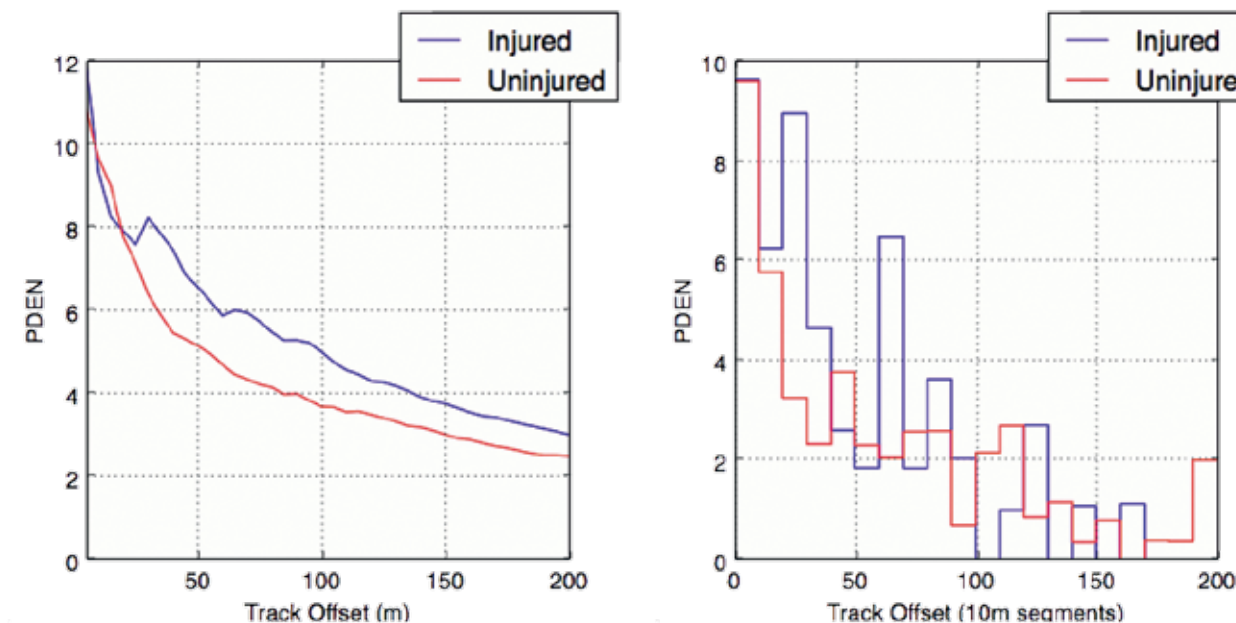 Injured
Uninjured
12
10
8
6
4
2
0
PDEN
50
100
150
200
Track Offset (m)
Injured
Uninjure
10
8
6
4
2
0
PDEN
0
50
100
150
200
Track Offset (10m segments)